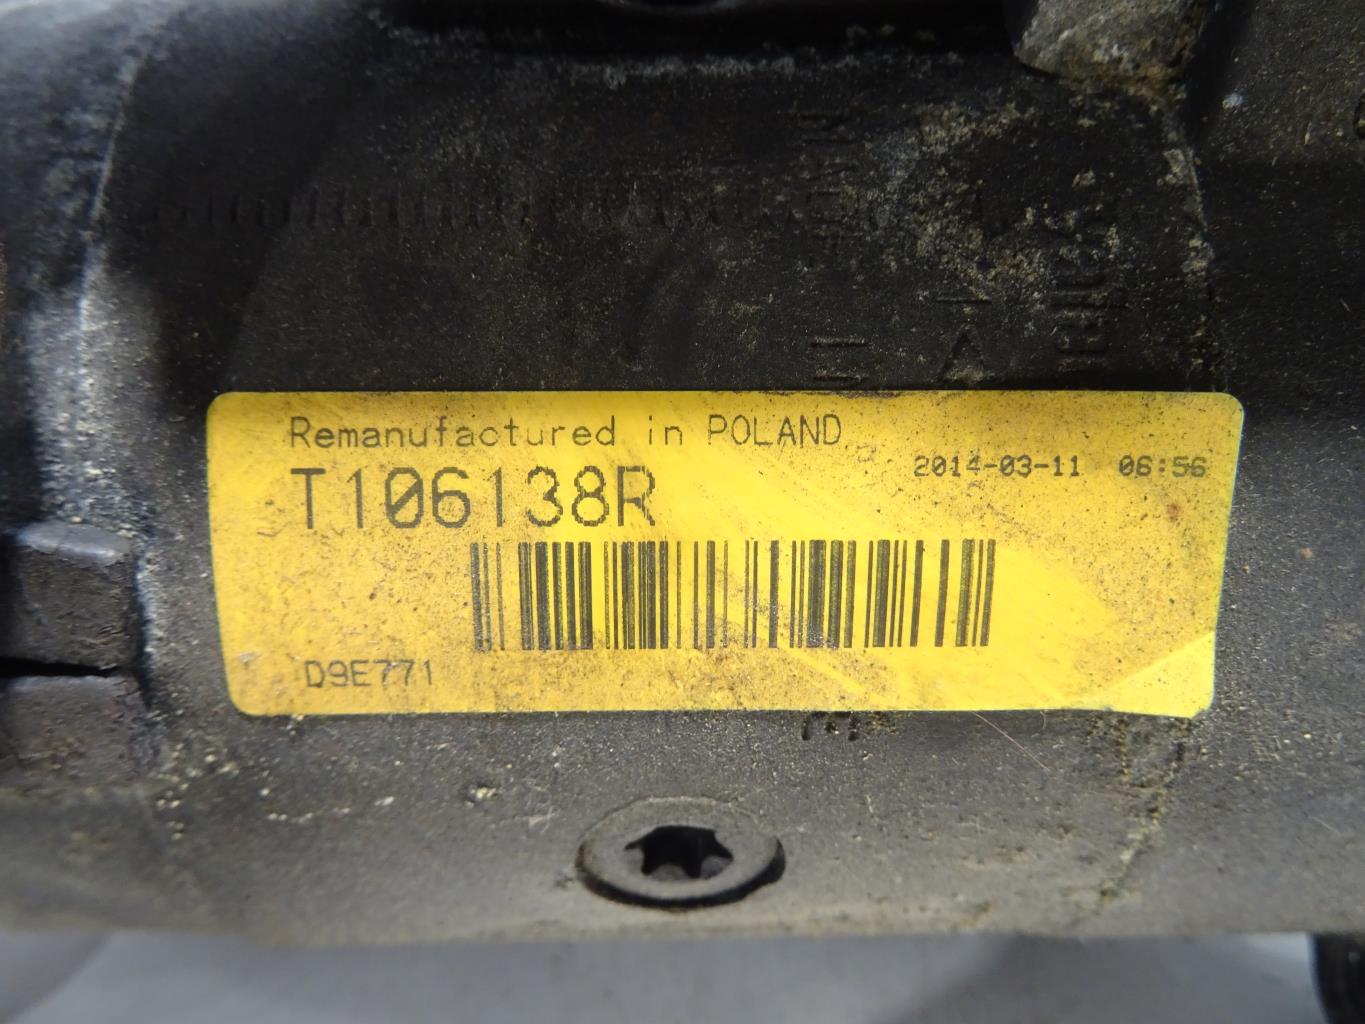 Remanufactured in POLAND
2014-03-11 06:56
T106138R
D9E771